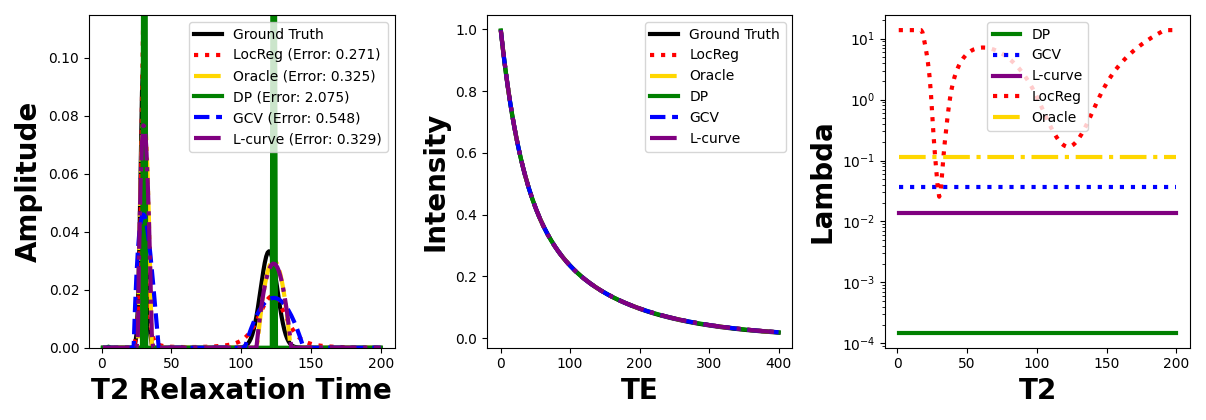 Amplitude
0.10
0.08
0.06
0.04
0.02
0.00
0
50
100
150
200
T2 Relaxation Time
Ground Truth
LocReg (Error: 0.271)
Oracle (Error: 0.325)
DP (Error: 2.075)
GCV (Error: 0.548)
L-curve (Error: 0.329)
Intensity
1.0
0.8
0.6
0.4
0.2
0.0
0
100
200
300
400
TE
Ground Truth
LocReg
Oracle
DP
GCV
L-curve
Lambda
10¹
10⁰
10⁻¹
10⁻²
10⁻³
10⁻⁴
0
50
100
150
200
T2
DP
GCV
L-curve
LocReg
Oracle